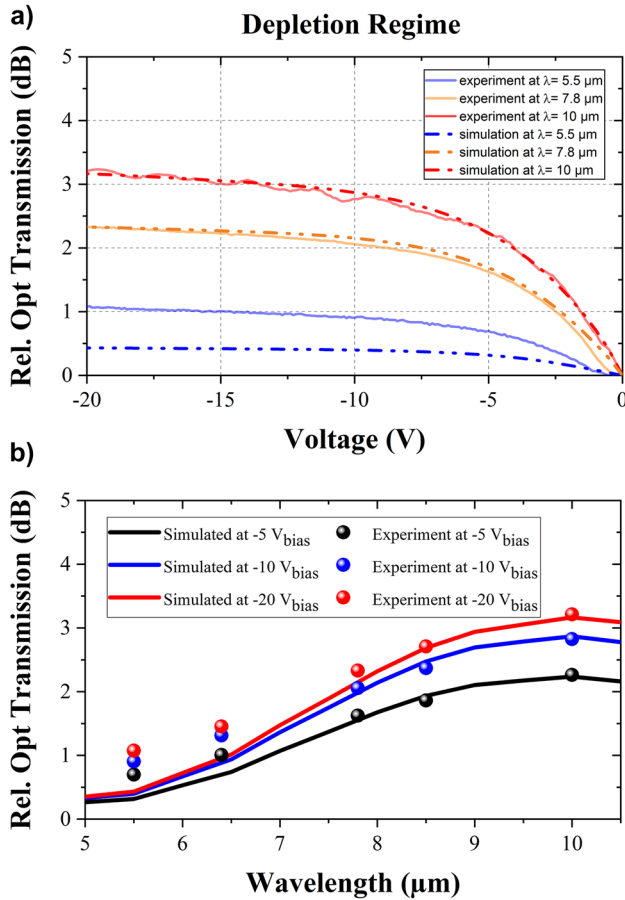 a)
Depletion Regime
Rel. Opt Transmission (dB)
5
4
3
2
1
0
experiment at λ= 5.5 µm
experiment at λ= 7.8 µm
experiment at λ= 10 µm
simulation at λ= 5.5 µm
simulation at λ= 7.8 µm
simulation at λ= 10 µm
-20
-15
-10
-5
0
Voltage (V)
b)
Rel. Opt Transmission (dB)
5
4
3
2
1
0
Simulated at -5 Vbias
Experiment at -5 Vbias
Simulated at -10 Vbias
Experiment at -10 Vbias
Simulated at -20 Vbias
Experiment at -20 Vbias
5
6
7
8
9
10
Wavelength (µm)